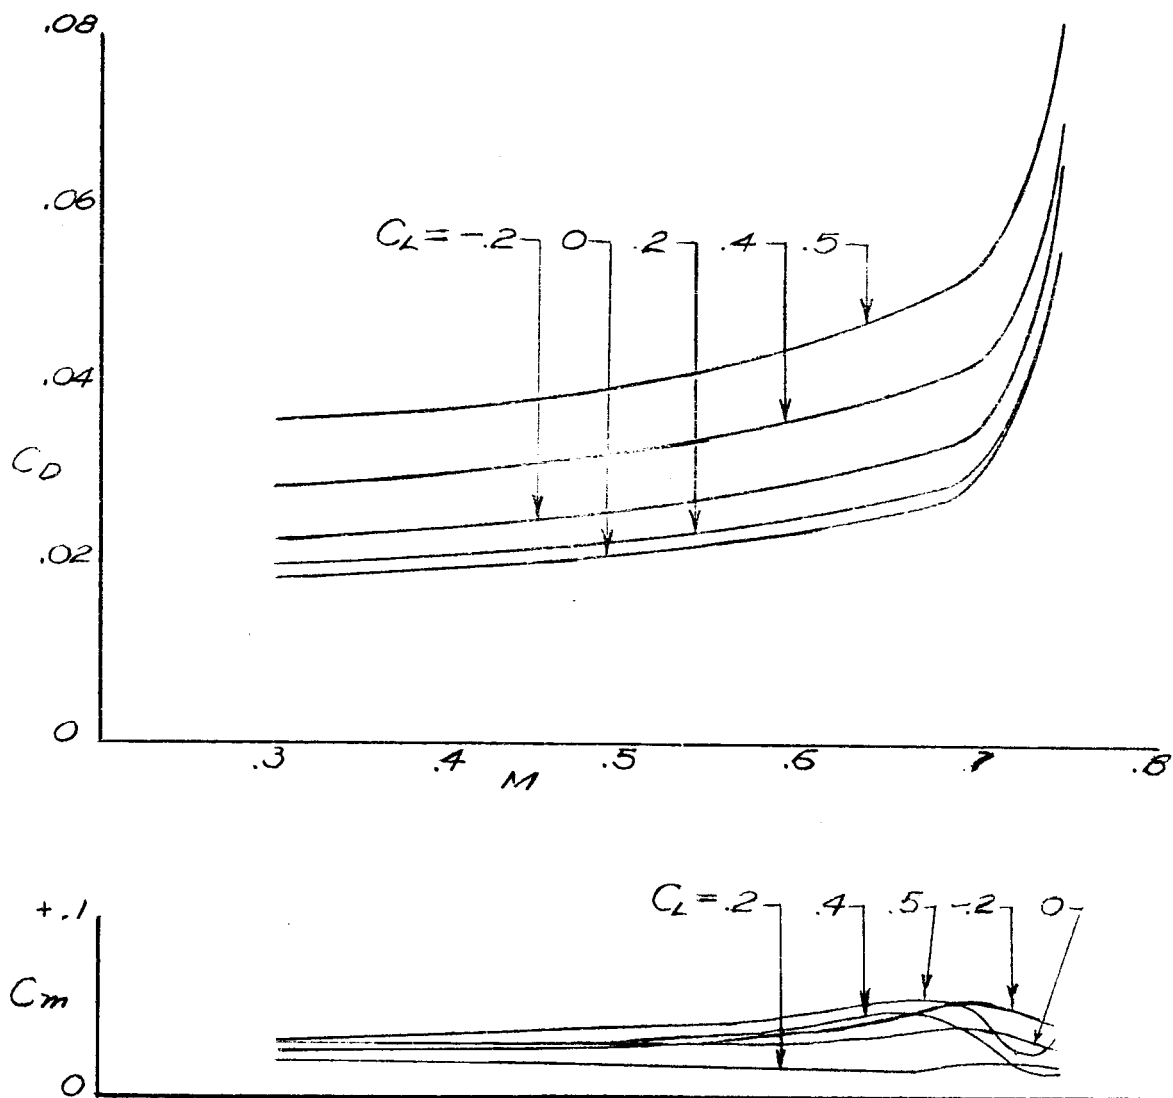 .08
.06
C_L = -.2 0 .2 .4 .5
.04
C_D
.02
0
.3 .4 .5 .6 .7 .8
M
+.1
C_L = .2 .4 .5 -.2 0
C_m
0